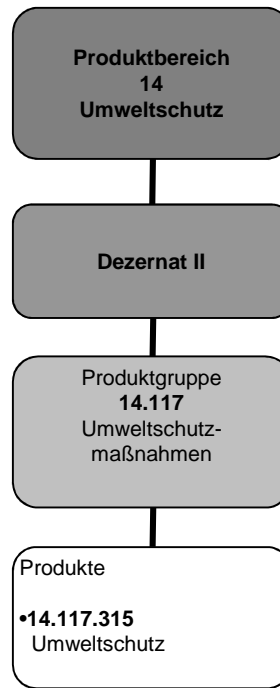 Produktbereich
14
Umweltschutz
Dezernat II
Produktgruppe
14.117
Umweltschutz-
maßnahmen
Produkte
•14.117.315
Umweltschutz